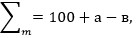 ∑ₘ = 100 + а − в,